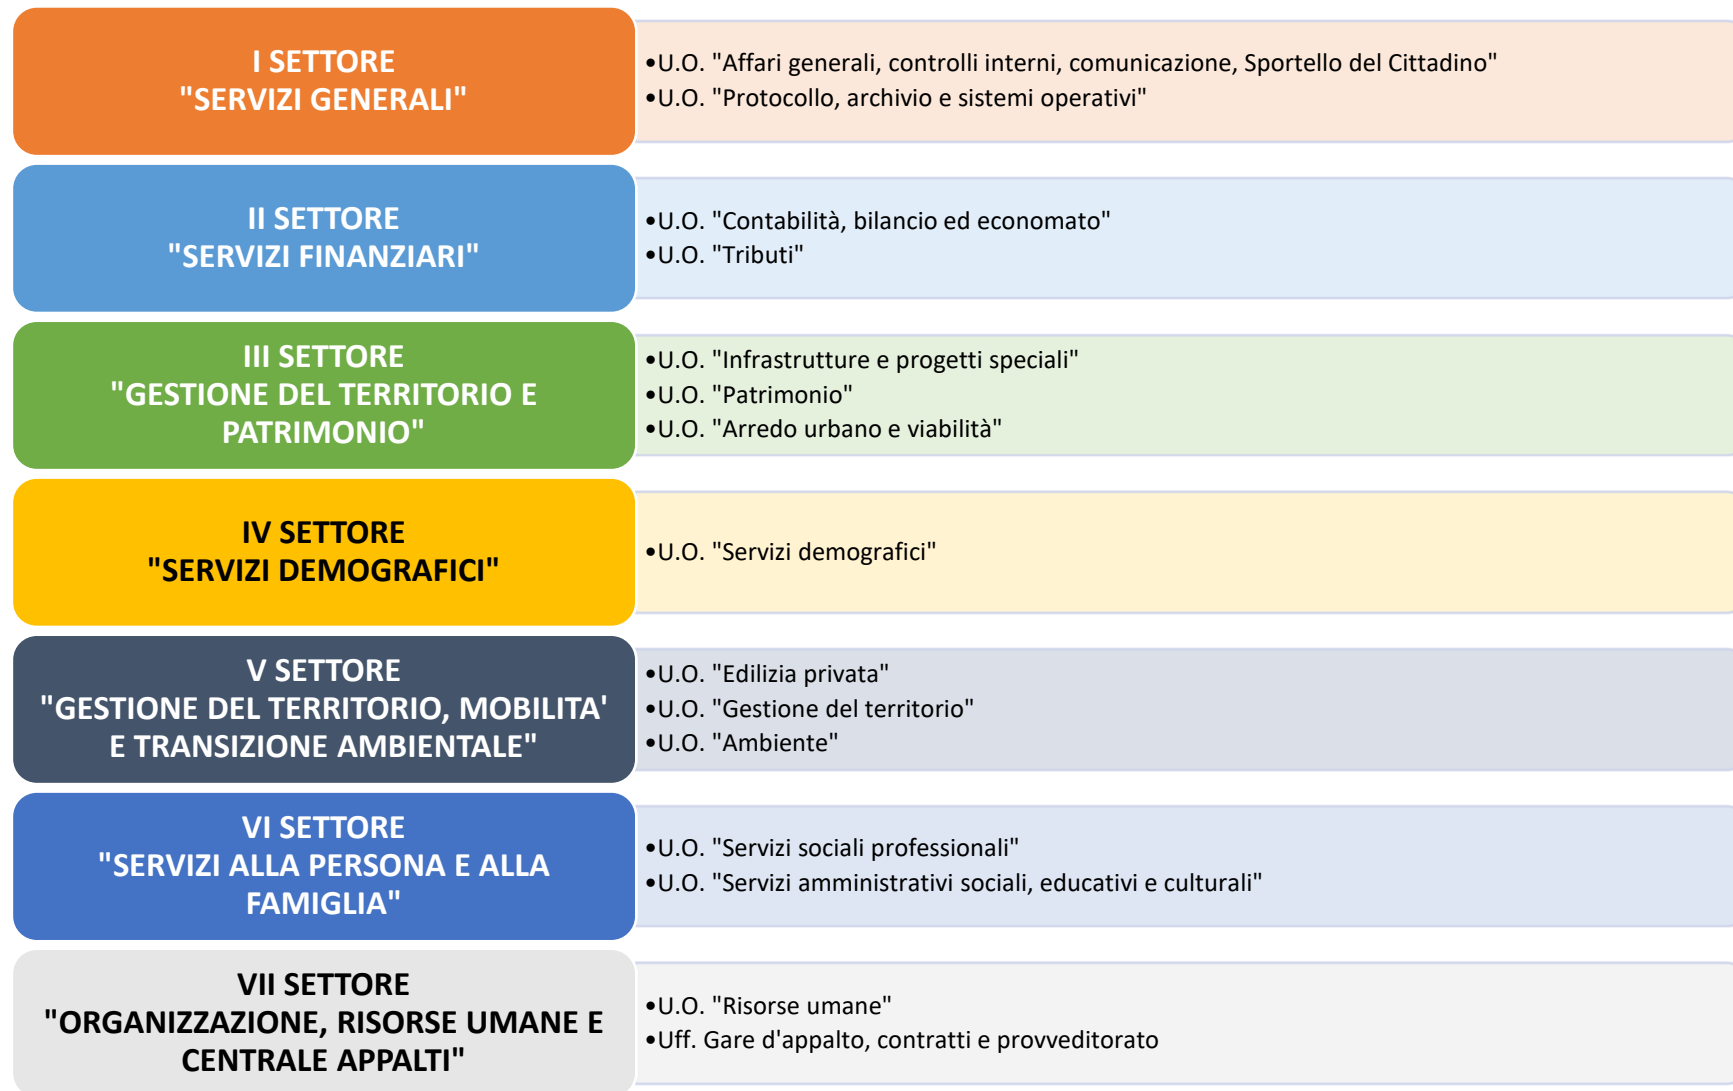 I SETTORE
"SERVIZI GENERALI"
•U.O. "Affari generali, controlli interni, comunicazione, Sportello del Cittadino"
•U.O. "Protocollo, archivio e sistemi operativi"
II SETTORE
"SERVIZI FINANZIARI"
•U.O. "Contabilità, bilancio ed economato"
•U.O. "Tributi"
III SETTORE
"GESTIONE DEL TERRITORIO E
PATRIMONIO"
•U.O. "Infrastrutture e progetti speciali"
•U.O. "Patrimonio"
•U.O. "Arredo urbano e viabilità"
IV SETTORE
"SERVIZI DEMOGRAFICI"
•U.O. "Servizi demografici"
V SETTORE
"GESTIONE DEL TERRITORIO, MOBILITA'
E TRANSIZIONE AMBIENTALE"
•U.O. "Edilizia privata"
•U.O. "Gestione del territorio"
•U.O. "Ambiente"
VI SETTORE
"SERVIZI ALLA PERSONA E ALLA
FAMIGLIA"
•U.O. "Servizi sociali professionali"
•U.O. "Servizi amministrativi sociali, educativi e culturali"
VII SETTORE
"ORGANIZZAZIONE, RISORSE UMANE E
CENTRALE APPALTI"
•U.O. "Risorse umane"
•Uff. Gare d'appalto, contratti e provveditorato